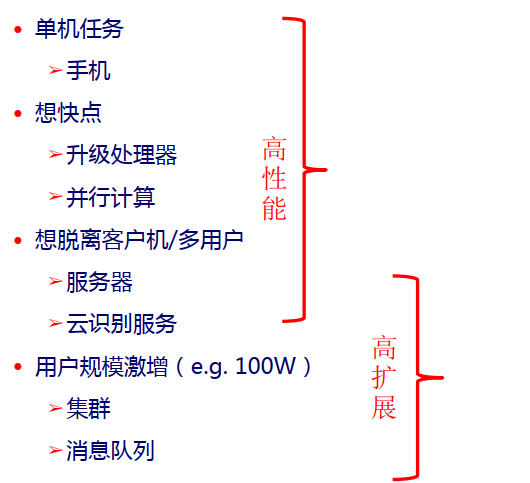 • 单机任务
➢手机
• 想快点
➢升级处理器
➢并行计算
• 想脱离客户机/多用户
➢服务器
➢云识别服务
• 用户规模激增（e.g. 100W）
➢集群
➢消息队列
高性能
高扩展